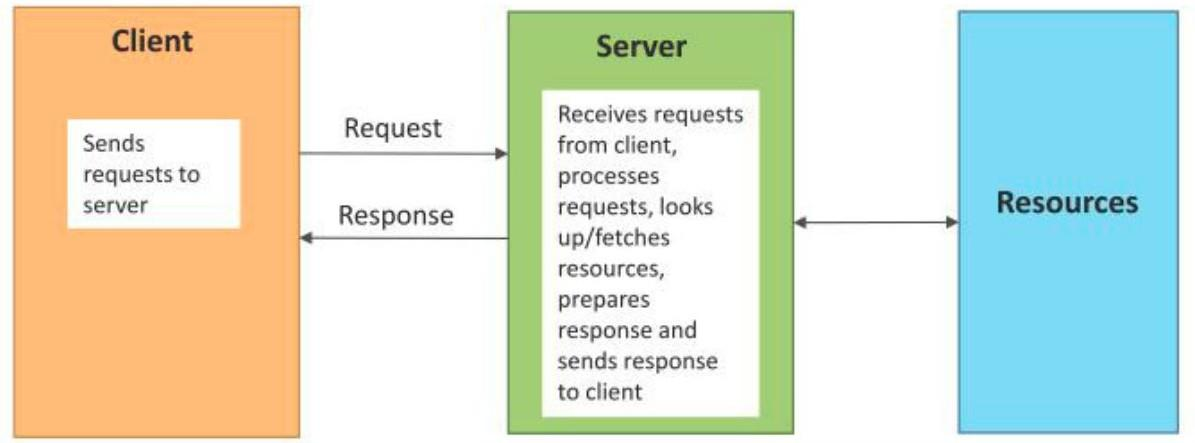 Client
Sends
requests to
server
Request
Response
Server
Receives requests
from client,
processes
requests, looks
up/fetches
resources,
prepares
response and
sends response
to client
Resources